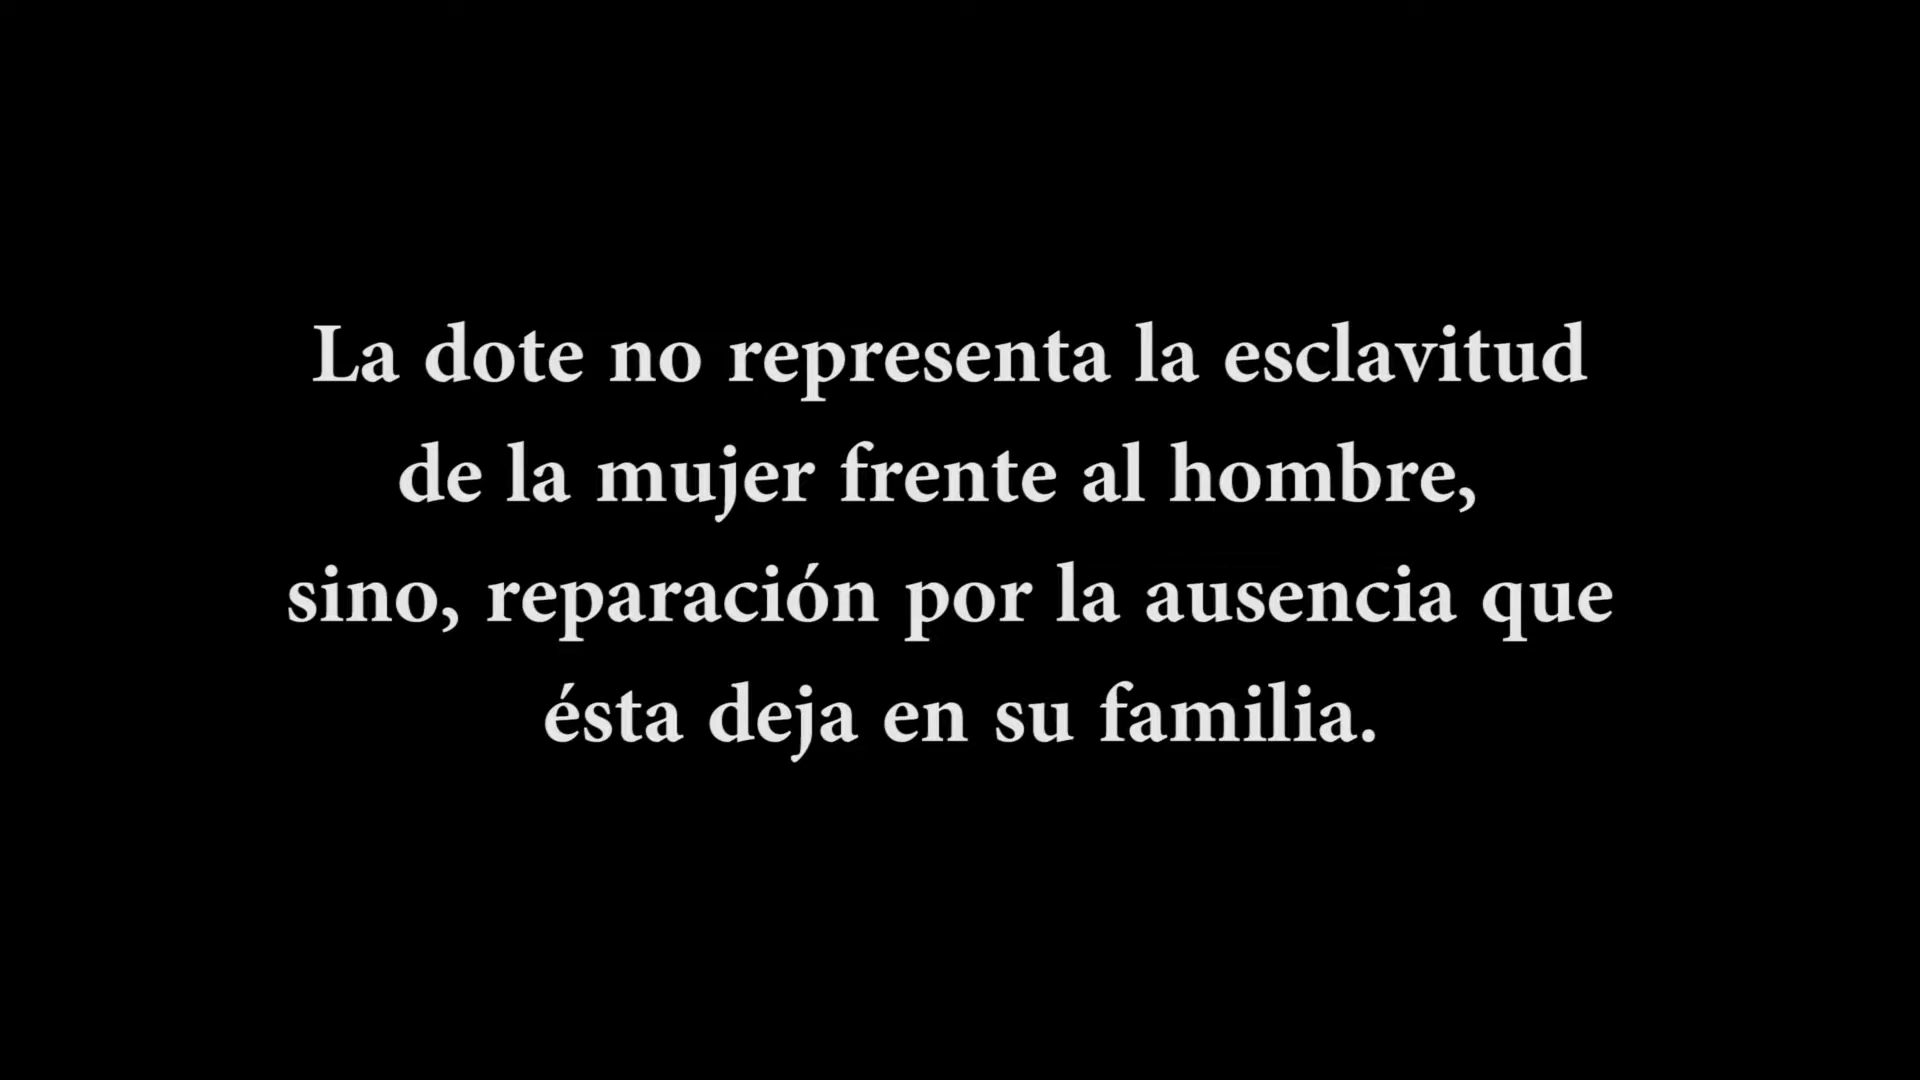 La dote no representa la esclavitud
de la mujer frente al hombre,
sino, reparación por la ausencia que
ésta deja en su familia.